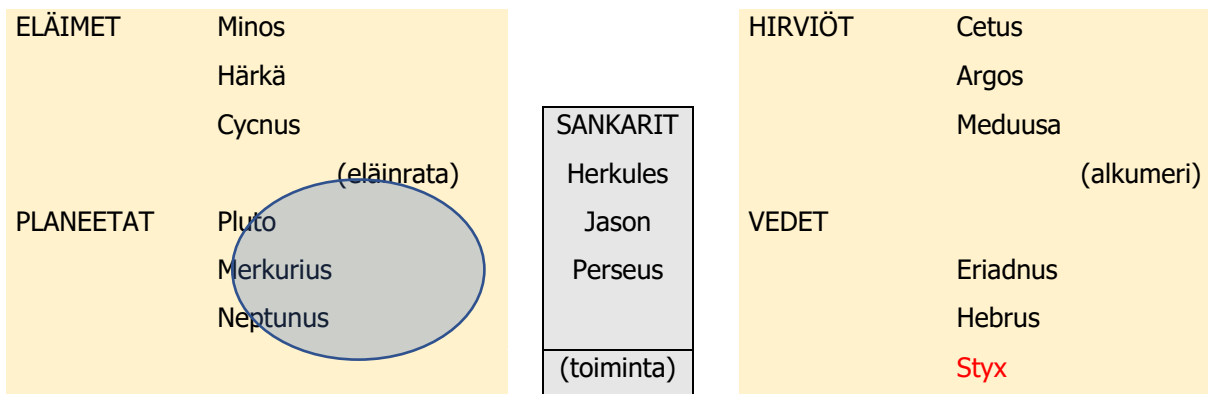 ELÄIMET Minos
Härkä
Cycnus
(eläinrata)
PLANEETAT Pluto
Merkurius
Neptunus
SANKARIT
Herkules
Jason
Perseus
(toiminta)
HIRVIÖT Cetus
Argos
Meduusa
(alkumeri)
VEDET
Eriadnus
Hebrus
Styx